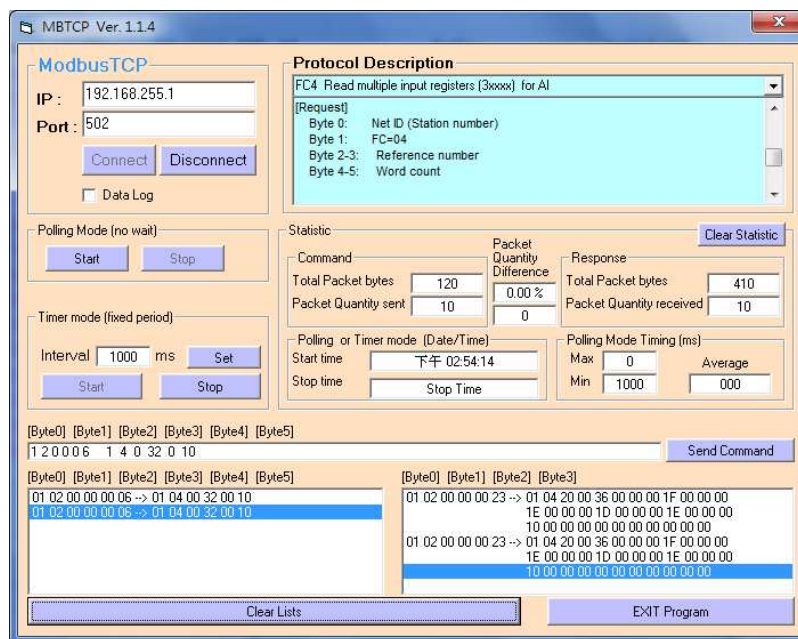 MBTCP Ver. 1.1.4
ModbusTCP
IP : 192.168.255.1
Port : 502
Connect Disconnect
Data Log
Protocol Description
FC4 Read multiple input registers (3xxxx) for AI
[Request]
Byte 0: Net ID (Station number)
Byte 1: FC=04
Byte 2-3: Reference number
Byte 4-5: Word count
Polling Mode (no wait)
Start Stop
Timer mode (fixed period)
Interval 1000 ms Set
Start Stop
Statistic
Clear Statistic
Command
Total Packet bytes 120
Packet Quantity sent 10
Packet Quantity Difference
0.00 %
0
Response
Total Packet bytes 410
Packet Quantity received 10
Polling or Timer mode (Date/Time)
Start time 下午 02:54:14
Stop time Stop Time
Polling Mode Timing (ms)
Max 0 Average
Min 1000 000
[Byte0] [Byte1] [Byte2] [Byte3] [Byte4] [Byte5]
1 2 0 0 0 6 1 4 0 32 0 10
Send Command
[Byte0] [Byte1] [Byte2] [Byte3] [Byte4] [Byte5]
01 02 00 00 00 06 --> 01 04 00 32 00 10
01 02 00 00 00 06 --> 01 04 00 32 00 10
[Byte0] [Byte1] [Byte2] [Byte3]
01 02 00 00 00 23 --> 01 04 20 00 36 00 00 00 1F 00 00 00
1E 00 00 00 1D 00 00 00 1E 00 00 00
10 00 00 00 00 00 00 00 00 00
01 02 00 00 00 23 --> 01 04 20 00 36 00 00 00 1F 00 00 00
1E 00 00 00 1D 00 00 00 1E 00 00 00
10 00 00 00 00 00 00 00 00 00
Clear Lists
EXIT Program